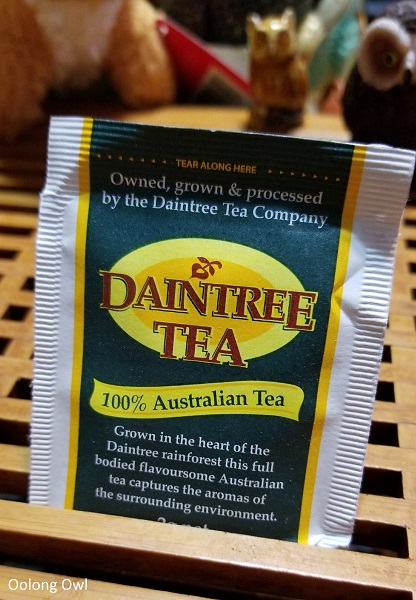 TEAR ALONG HERE
Owned, grown & processed
by the Daintree Tea Company
DAINTREE
TEA
100% Australian Tea
Grown in the heart of the
Daintree rainforest this full
bodied flavoursome Australian
tea captures the aromas of
the surrounding environment.
Oolong Owl